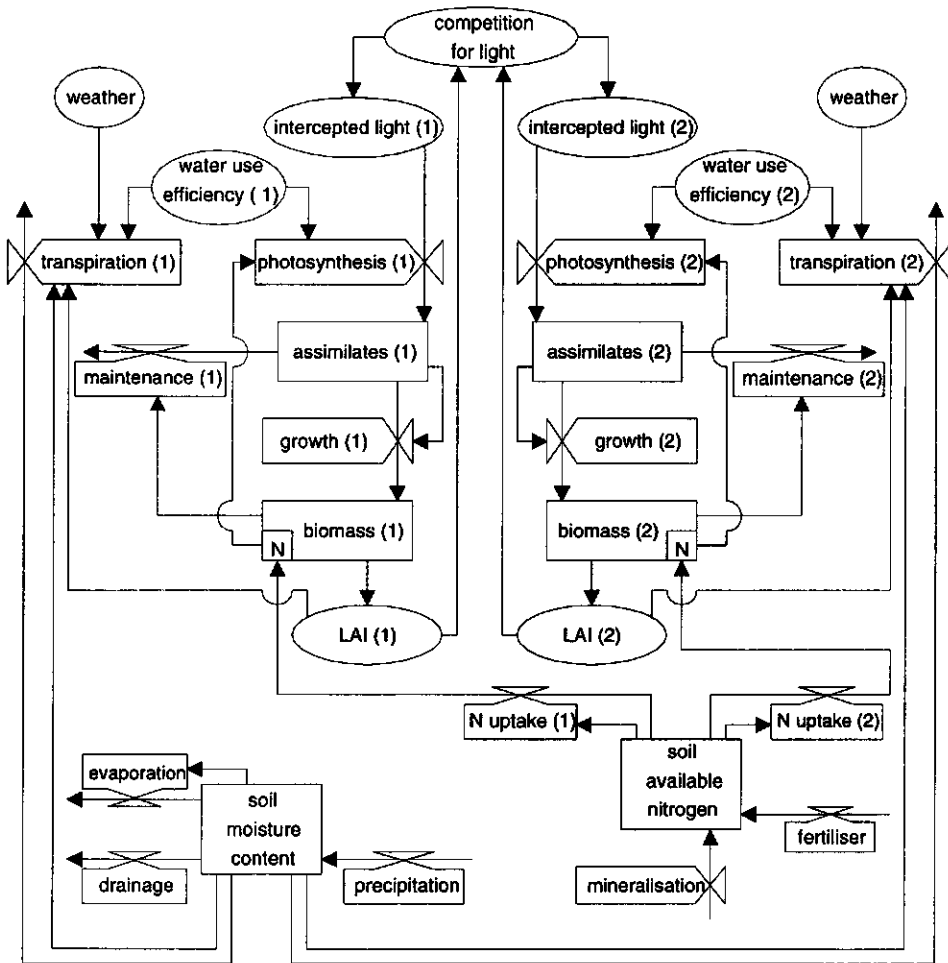 competition
for light
weather
weather
intercepted light (1)
intercepted light (2)
water use
efficiency ( 1)
water use
efficiency (2)
transpiration (1)
photosynthesis (1)
photosynthesis (2)
transpiration (2)
assimilates (1)
assimilates (2)
maintenance (1)
maintenance (2)
growth (1)
growth (2)
biomass (1)
N
biomass (2)
N
LAI (1)
LAI (2)
N uptake (1)
N uptake (2)
soil
available
nitrogen
evaporation
soil
moisture
content
fertiliser
drainage
precipitation
mineralisation